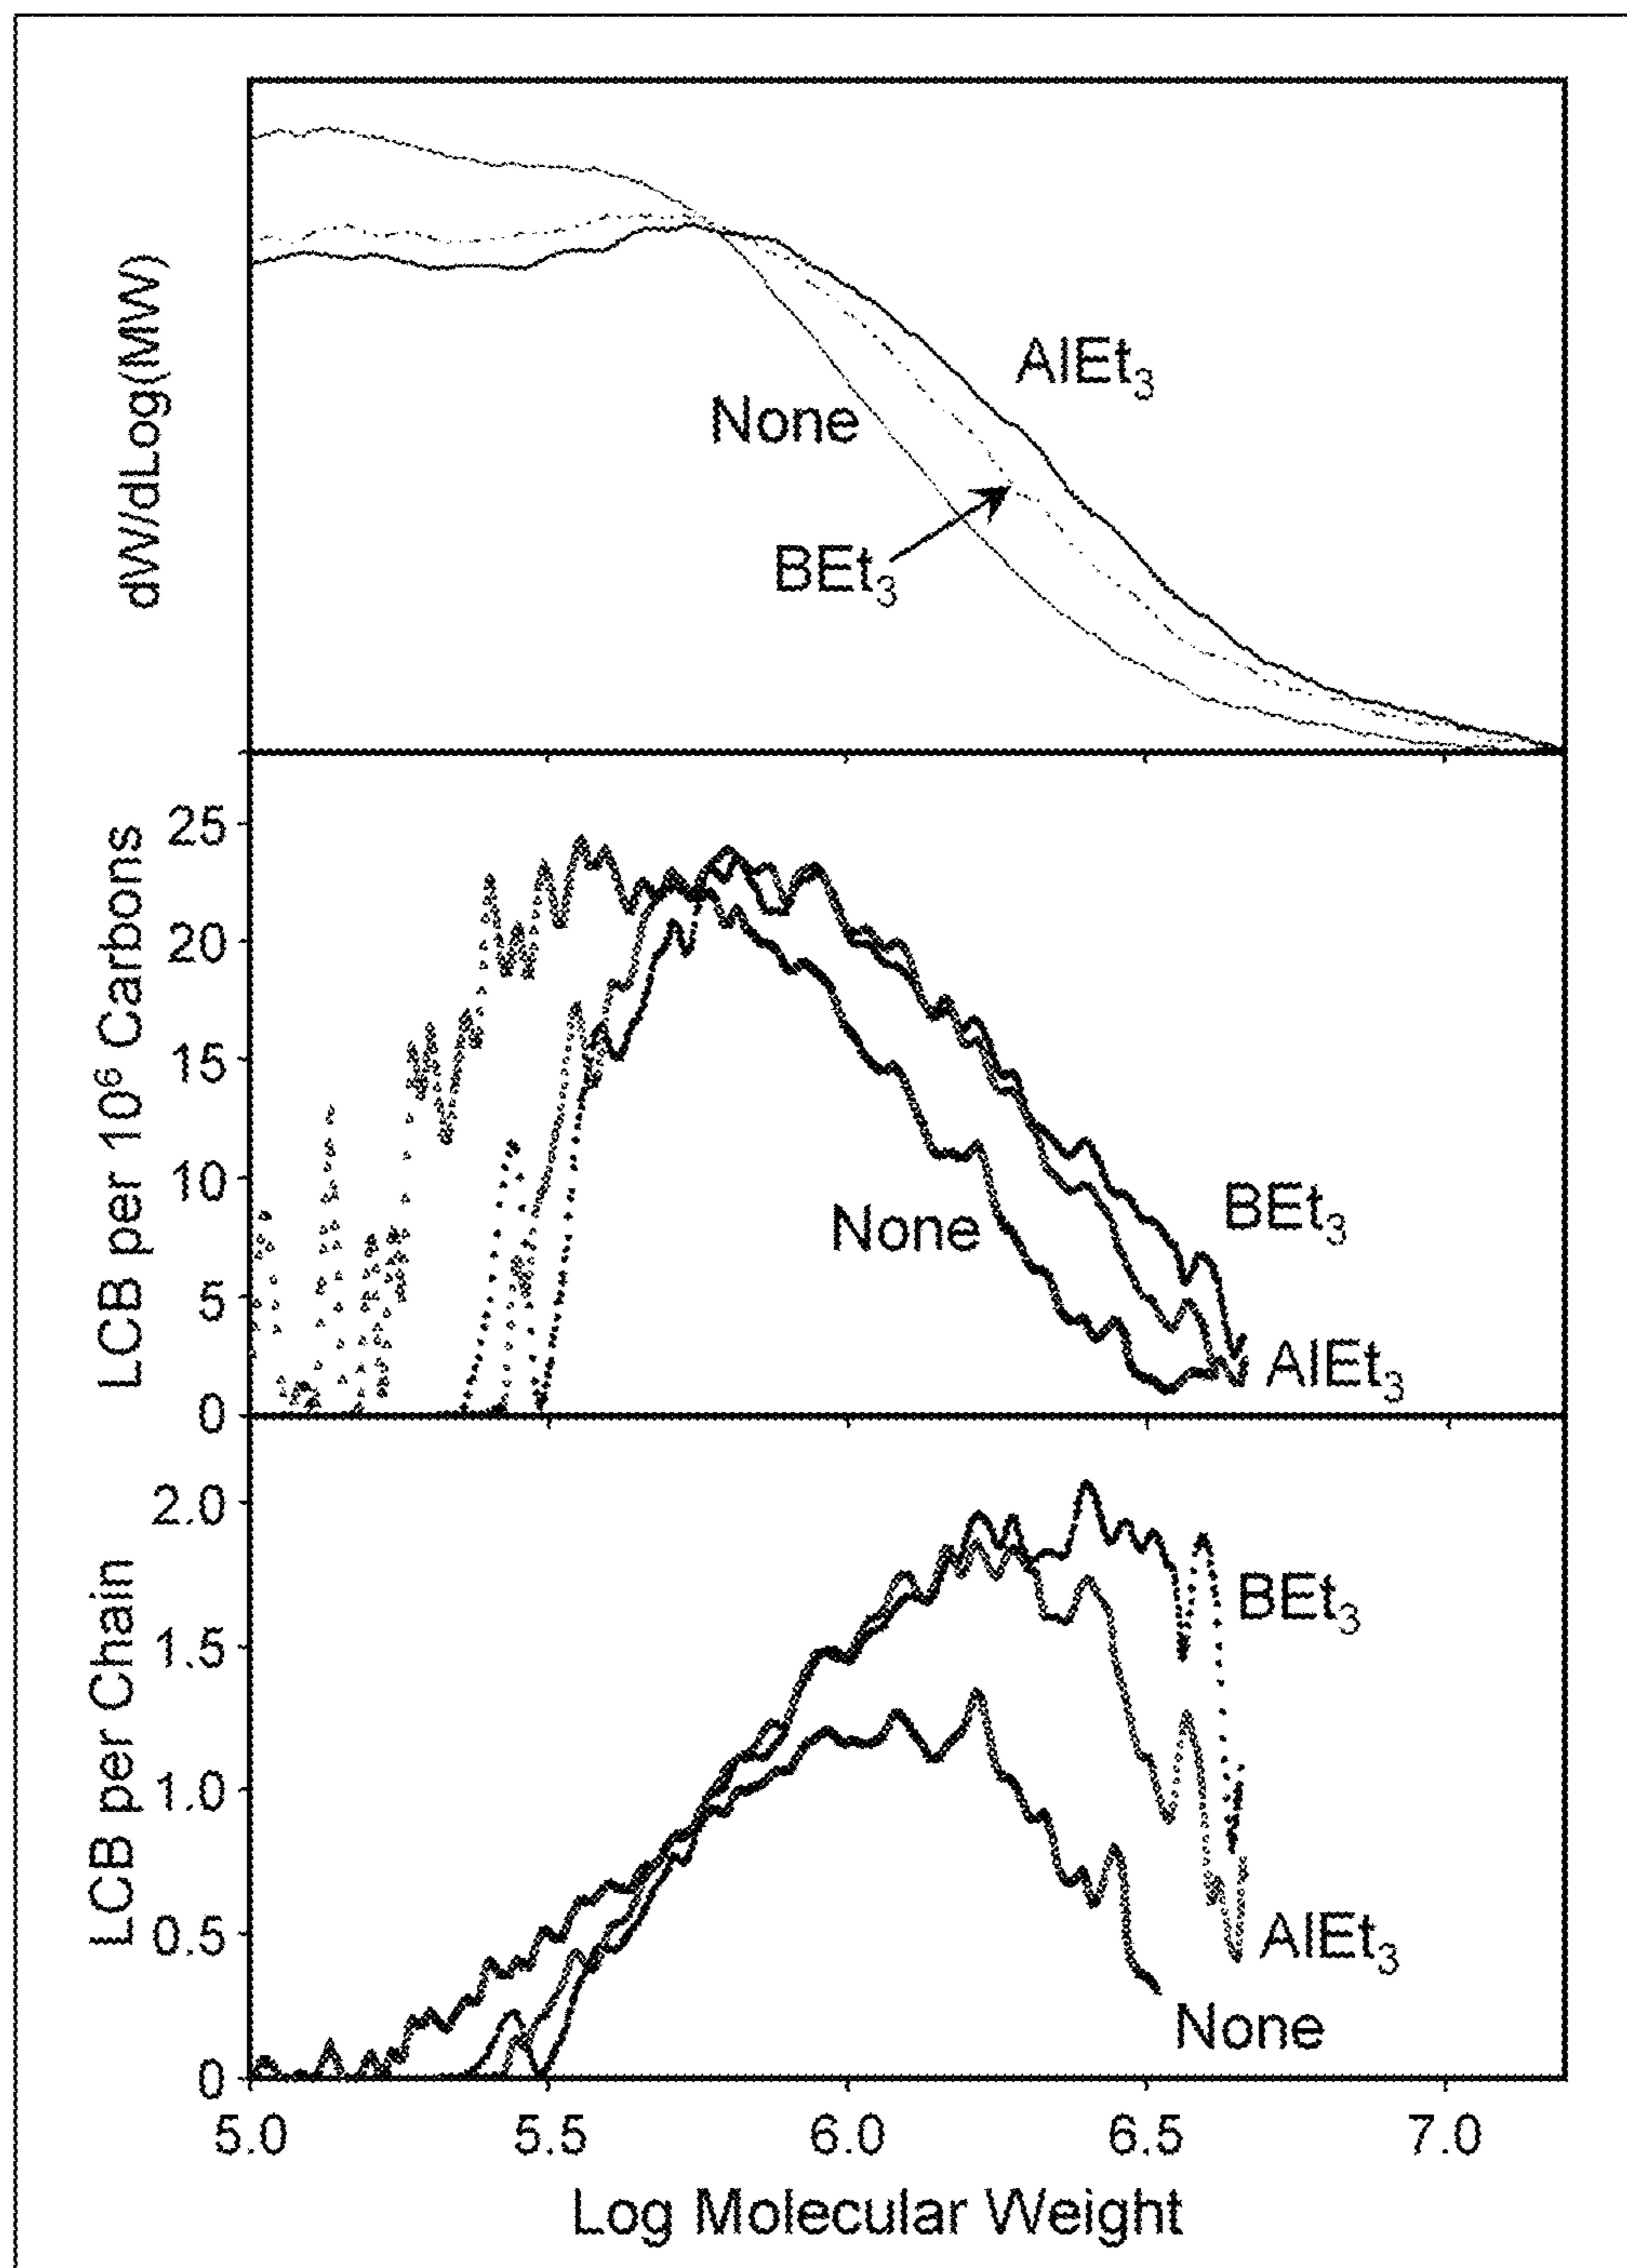 dW/dLog(MW)
AlEt₃
None
BEt₃
LCB per 10⁶ Carbons
25
20
15
10
5
0
None
BEt₃
AlEt₃
LCB per Chain
2.0
1.5
1.0
0.5
0
BEt₃
AlEt₃
None
5.0 5.5 6.0 6.5 7.0
Log Molecular Weight